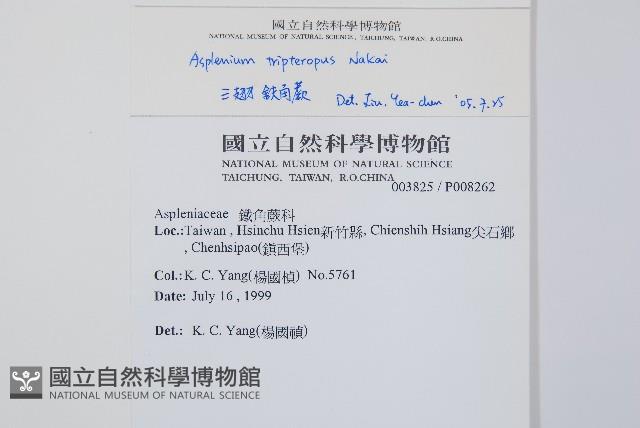 國立自然科學博物館
NATIONAL MUSEUM OF NATURAL SCIENCE, TAICHUNG, TAIWAN, R.O.CHINA
Asplenium tripteropus Nakai
三翅鉄角蕨 Det. Liu, Yea-chen '05.7.25
國立自然科學博物館
NATIONAL MUSEUM OF NATURAL SCIENCE
TAICHUNG, TAIWAN, R.O.CHINA
003825 / P008262
Aspleniaceae 鐵角蕨科
Loc.:Taiwan , Hsinchu Hsien新竹縣, Chienshih Hsiang尖石鄉
, Chenhsipao(鎮西堡)
Col.:K. C. Yang(楊國禎) No.5761
Date: July 16 , 1999
Det.: K. C. Yang(楊國禎)
國立自然科學博物館
NATIONAL MUSEUM OF NATURAL SCIENCE